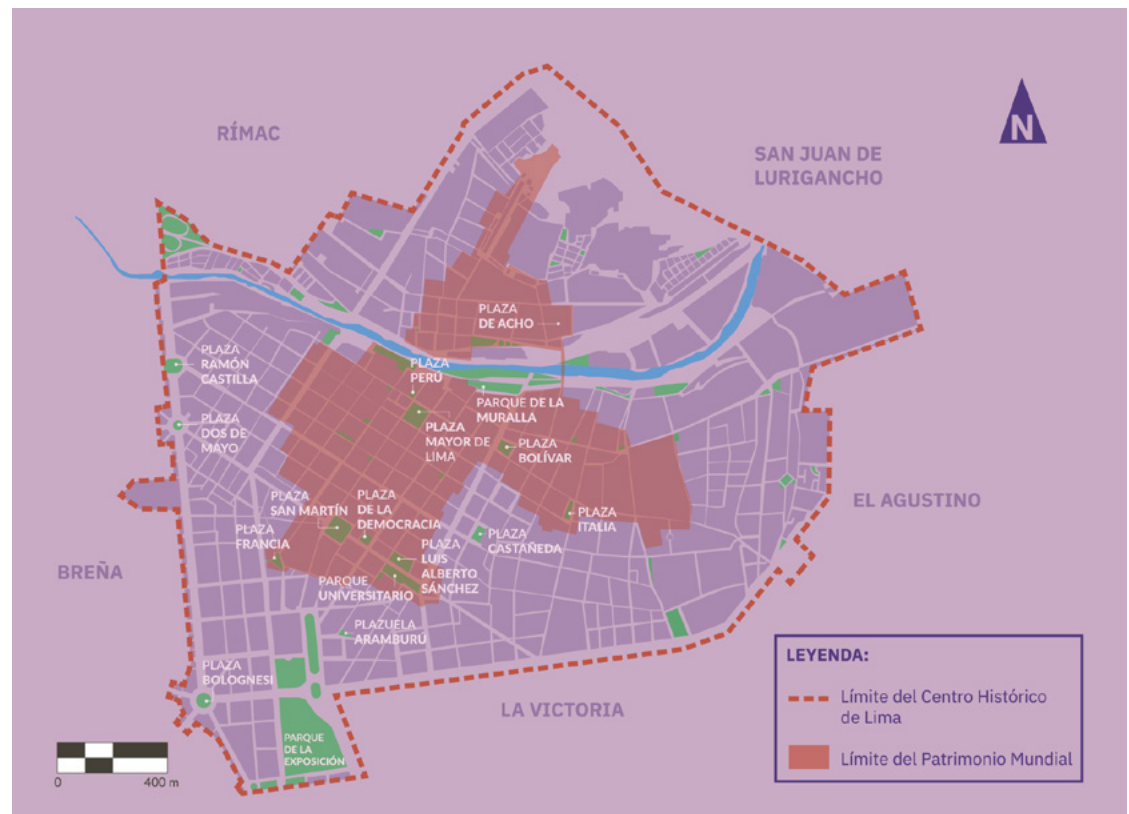 RÍMAC
N
SAN JUAN DE
LURIGANCHO
PLAZA
DE ACHO
PLAZA
RAMÓN
CASTILLA
PLAZA
PERÚ
PARQUE DE LA
MURALLA
PLAZA
DOS DE
MAYO
PLAZA
MAYOR DE
LIMA
PLAZA
BOLÍVAR
PLAZA
SAN MARTÍN
PLAZA
DE LA
DEMOCRACIA
PLAZA
ITALIA
EL AGUSTINO
PLAZA
FRANCIA
PLAZA
CASTAÑEDA
PLAZA
LUIS
ALBERTO
SÁNCHEZ
BREÑA
PARQUE
UNIVERSITARIO
PLAZUELA
ARAMBURÚ
PLAZA
BOLOGNESI
LA VICTORIA
PARQUE
DE LA
EXPOSICIÓN
LEYENDA:
Límite del Centro Histórico
de Lima
Límite del Patrimonio Mundial
0 400 m